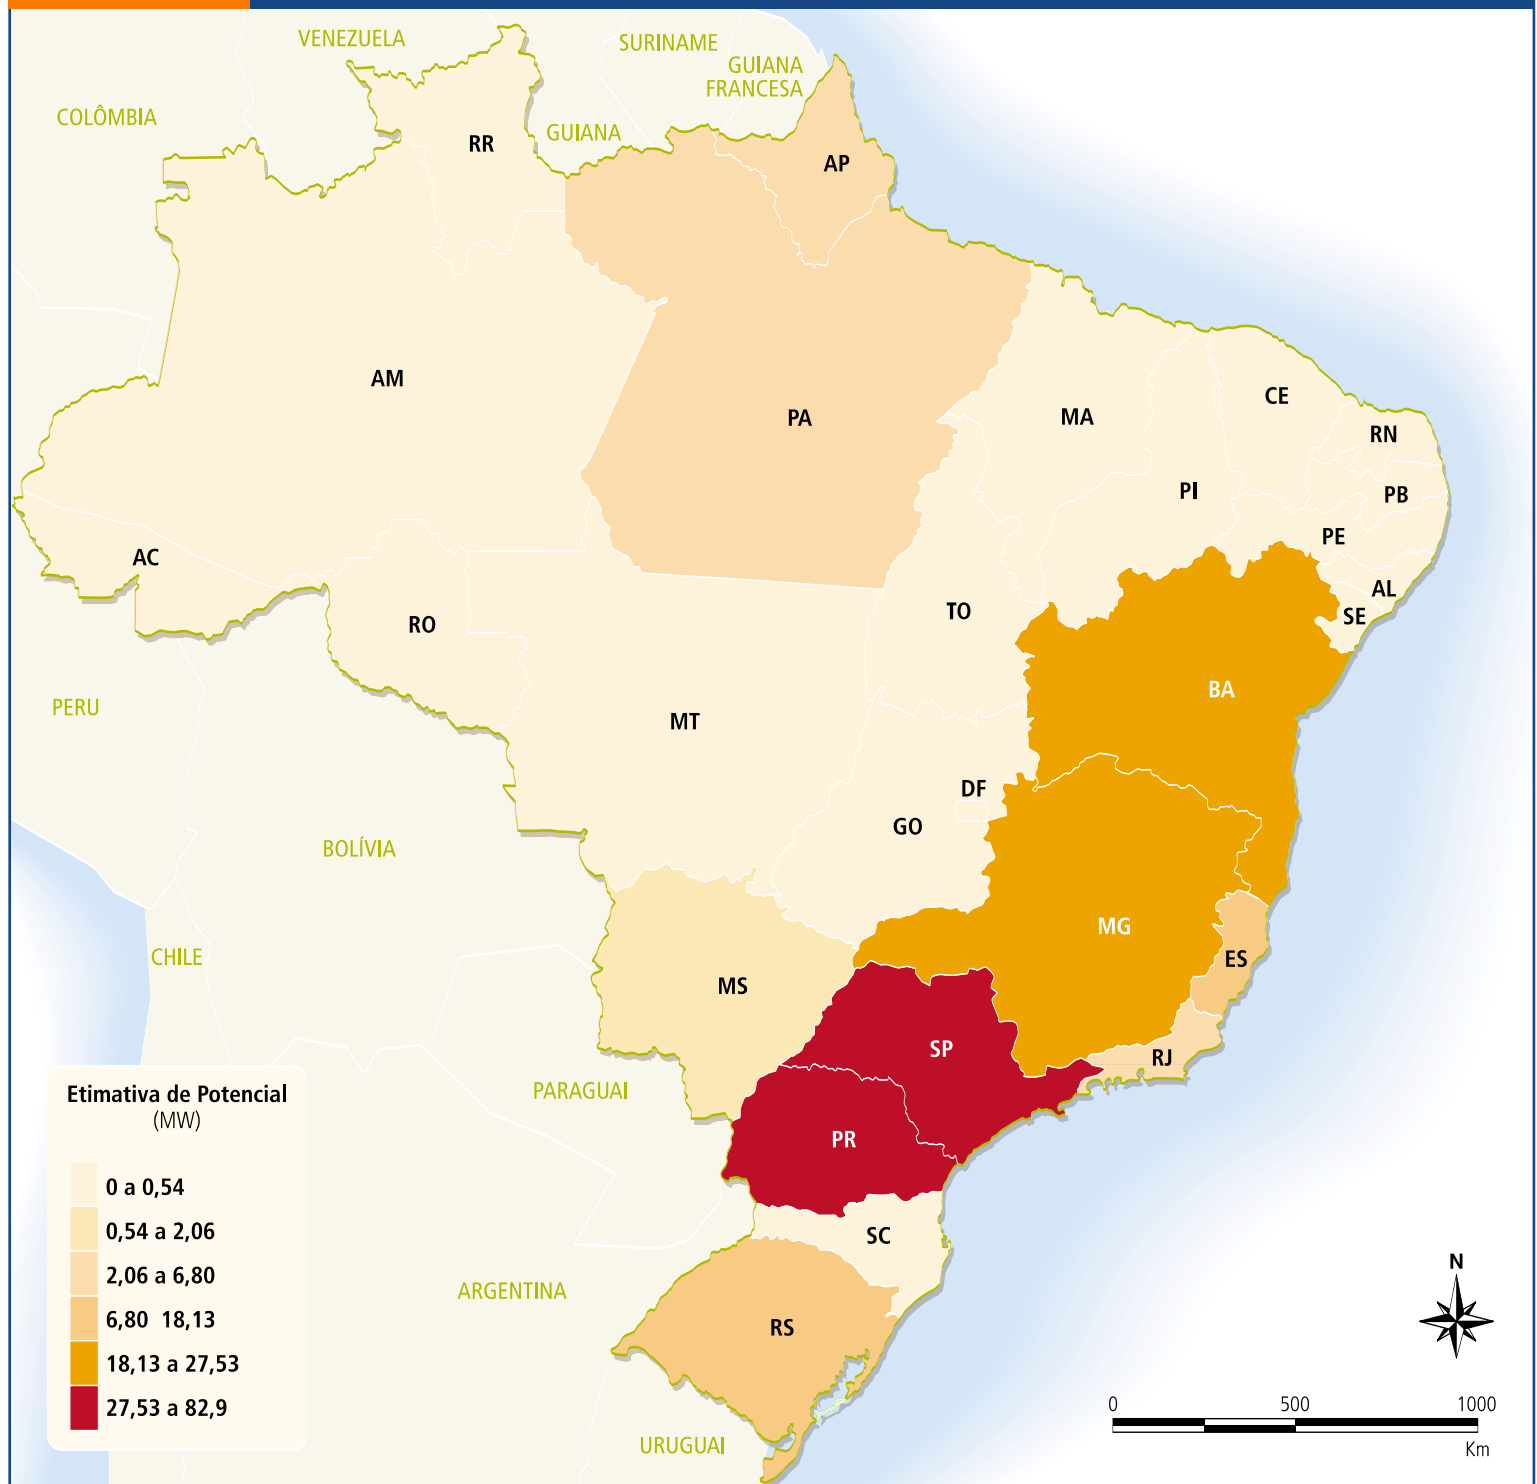 VENEZUELA
SURINAME
GUIANA
FRANCESA
COLÔMBIA
GUIANA
RR
AP
AM
PA
MA
CE
RN
PI
PB
PE
AC
AL
SE
RO
TO
BA
PERU
MT
DF
GO
BOLÍVIA
MG
CHILE
ES
MS
SP
RJ
PARAGUAI
PR
SC
ARGENTINA
RS
URUGUAI
Etimativa de Potencial
(MW)
0 a 0,54
0,54 a 2,06
2,06 a 6,80
6,80 18,13
18,13 a 27,53
27,53 a 82,9
N
0 500 1000
Km